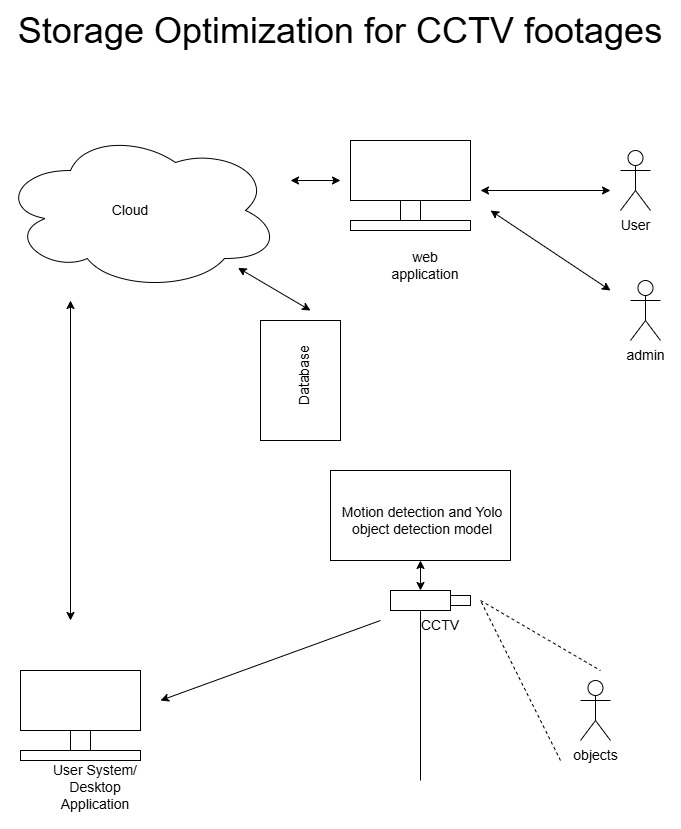 Storage Optimization for CCTV footages
Cloud
web
application
User
admin
Database
Motion detection and Yolo
object detection model
CCTV
objects
User System/
Desktop
Application